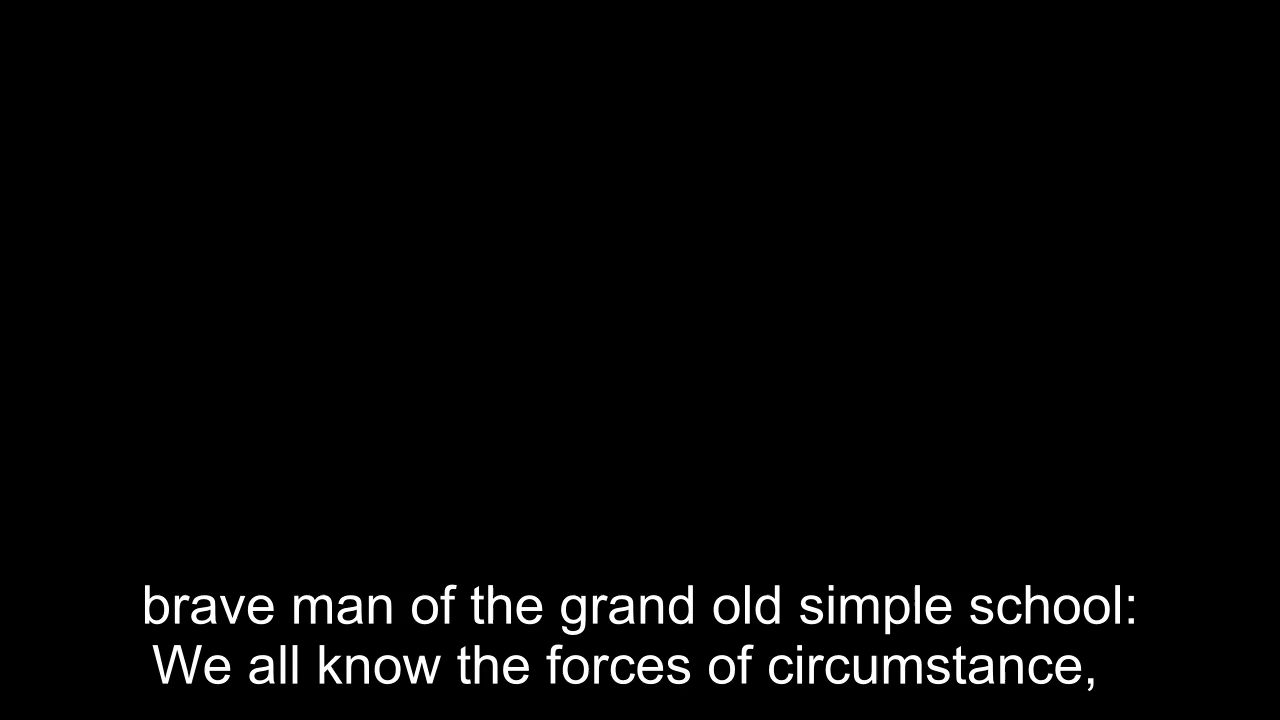 brave man of the grand old simple school:
We all know the forces of circumstance,